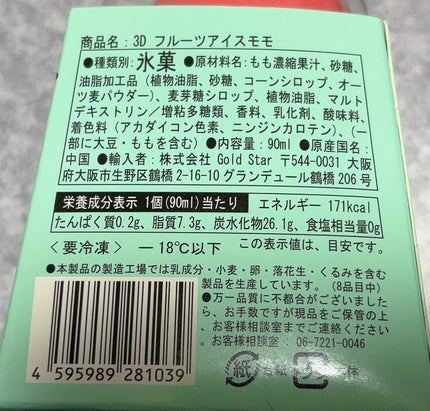 商品名：3D フルーツアイスモモ
●種類別：氷菓 ●原材料名：もも濃縮果汁、砂糖、
油脂加工品（植物油脂、砂糖、コーンシロップ、オー
ツ麦パウダー）、麦芽糖シロップ、植物油脂、マルト
デキストリン／増粘多糖類、香料、乳化剤、酸味料、
着色料（アカダイコン色素、ニンジンカロテン）、（一
部に大豆・ももを含む）●内容量：90ml ●原産国名：
中国 ●輸入者：株式会社 Gold Star 〒544-0031 大阪
府大阪市生野区鶴橋 2-16-10 グランデュール鶴橋 206 号
栄養成分表示 1個(90ml)当たり エネルギー 171kcal
たんぱく質0.2g、脂質7.3g、炭水化物26.1g、食塩相当量0g
＜要冷凍＞ －18℃以下 この表示値は、目安です。
●本製品の製造工場では乳成分・小麦・卵・落花生・くるみを含む
製品を生産しています。（8品目中）
●万一品質に不都合がございました
ら、お手数ですが現品をご保管の上
、お客様相談室までご連絡ください
。お客様相談室： 06-7221-0046
4 595989 281039
紙